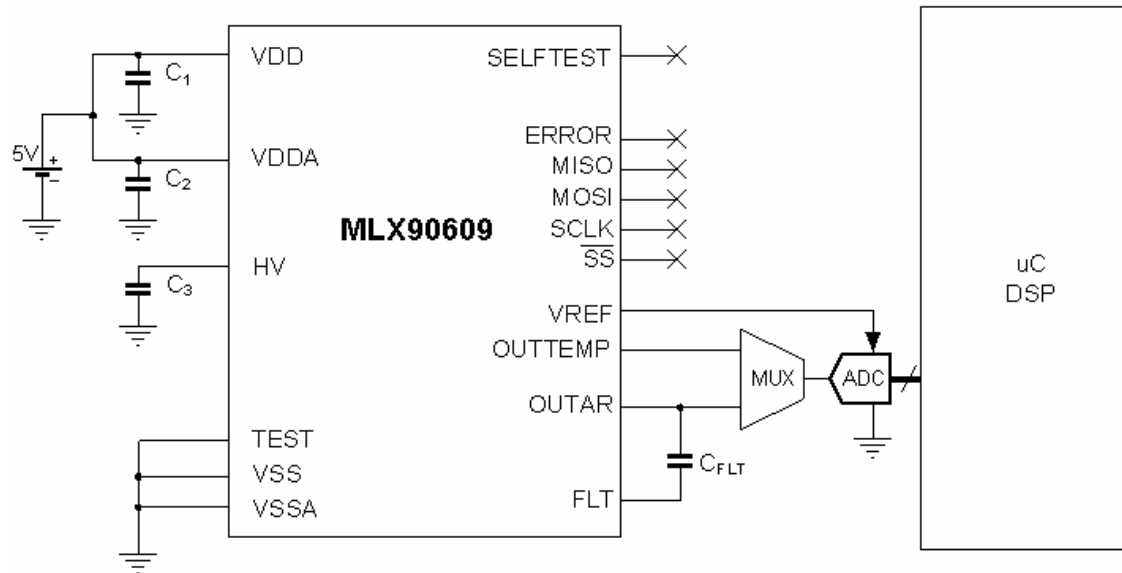 VDD
C1
5V
+
−
VDDA
C2
HV
C3
TEST
VSS
VSSA
MLX90609
SELFTEST
ERROR
MISO
MOSI
SCLK
SS
VREF
OUTTEMP
OUTAR
FLT
CFLT
MUX
ADC
uC
DSP